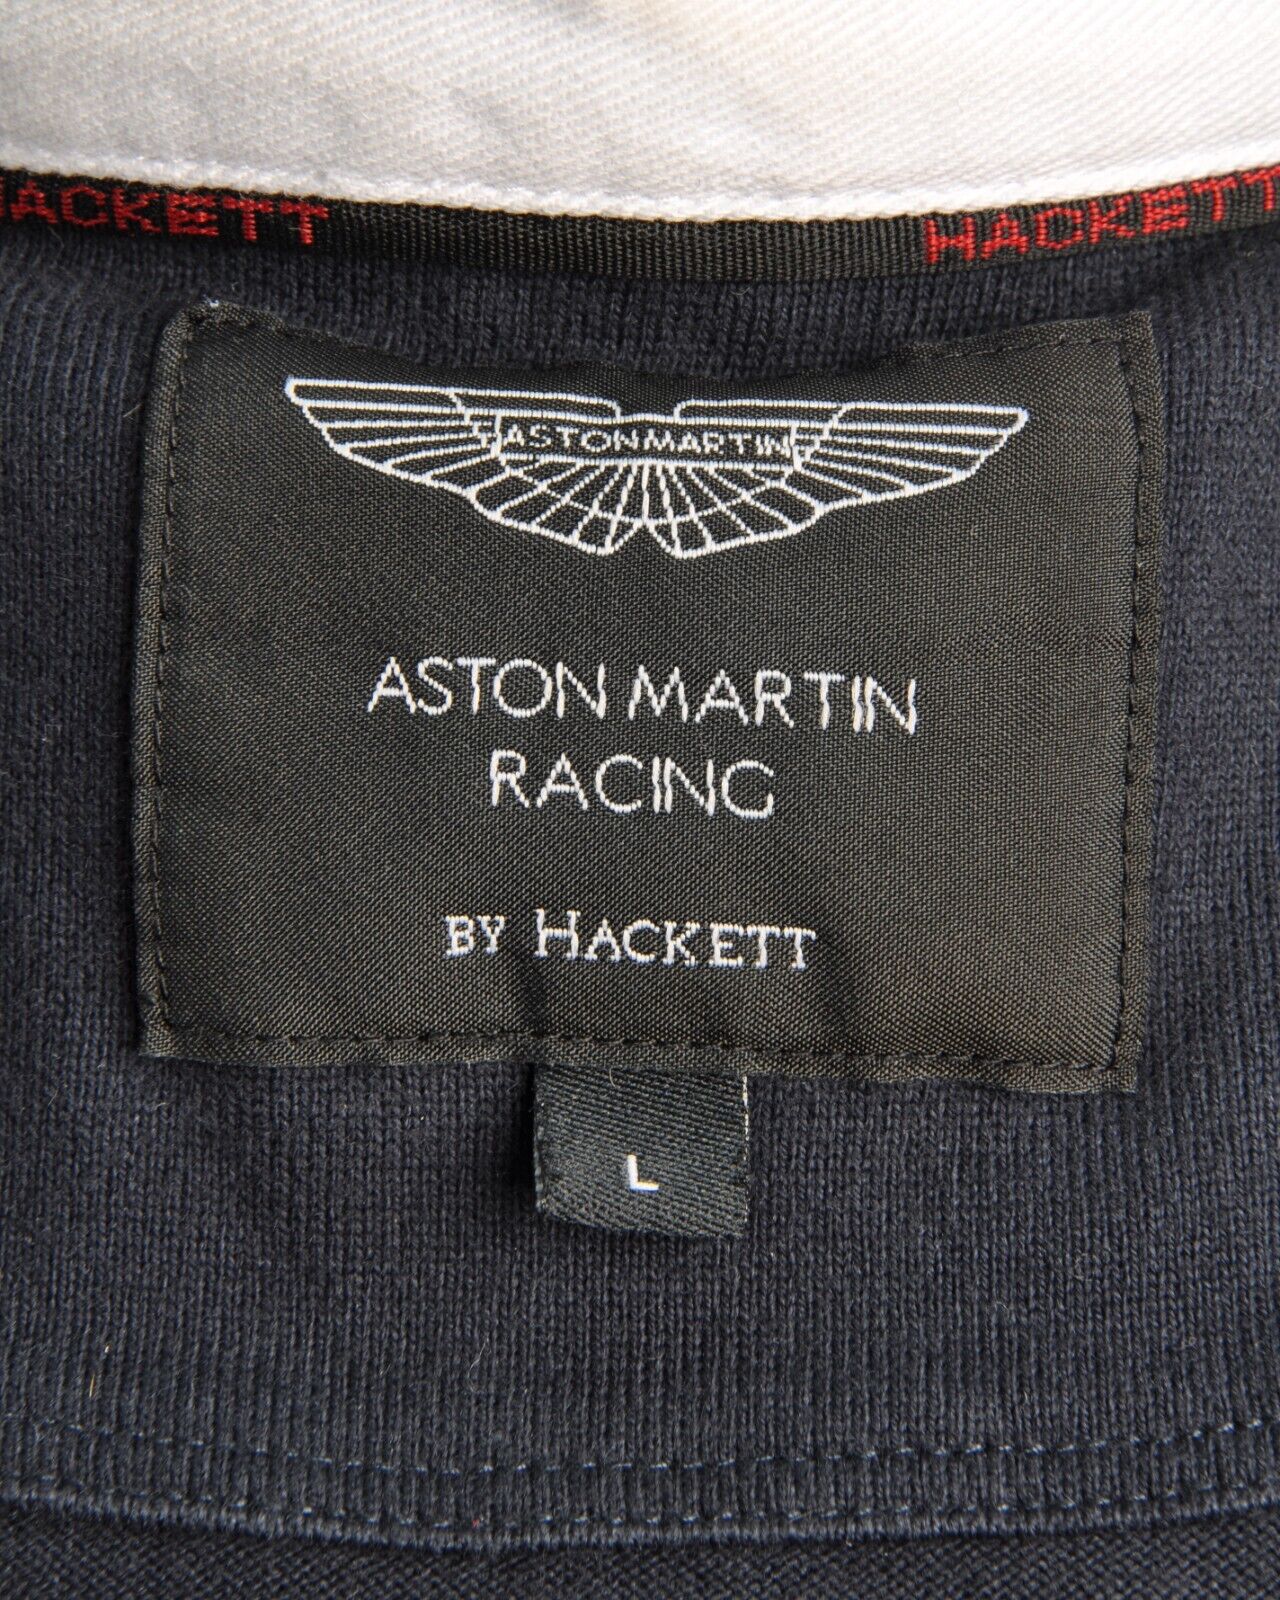 HACKETT HACKETT
ASTON MARTIN
ASTON MARTIN
RACING
BY HACKETT
L